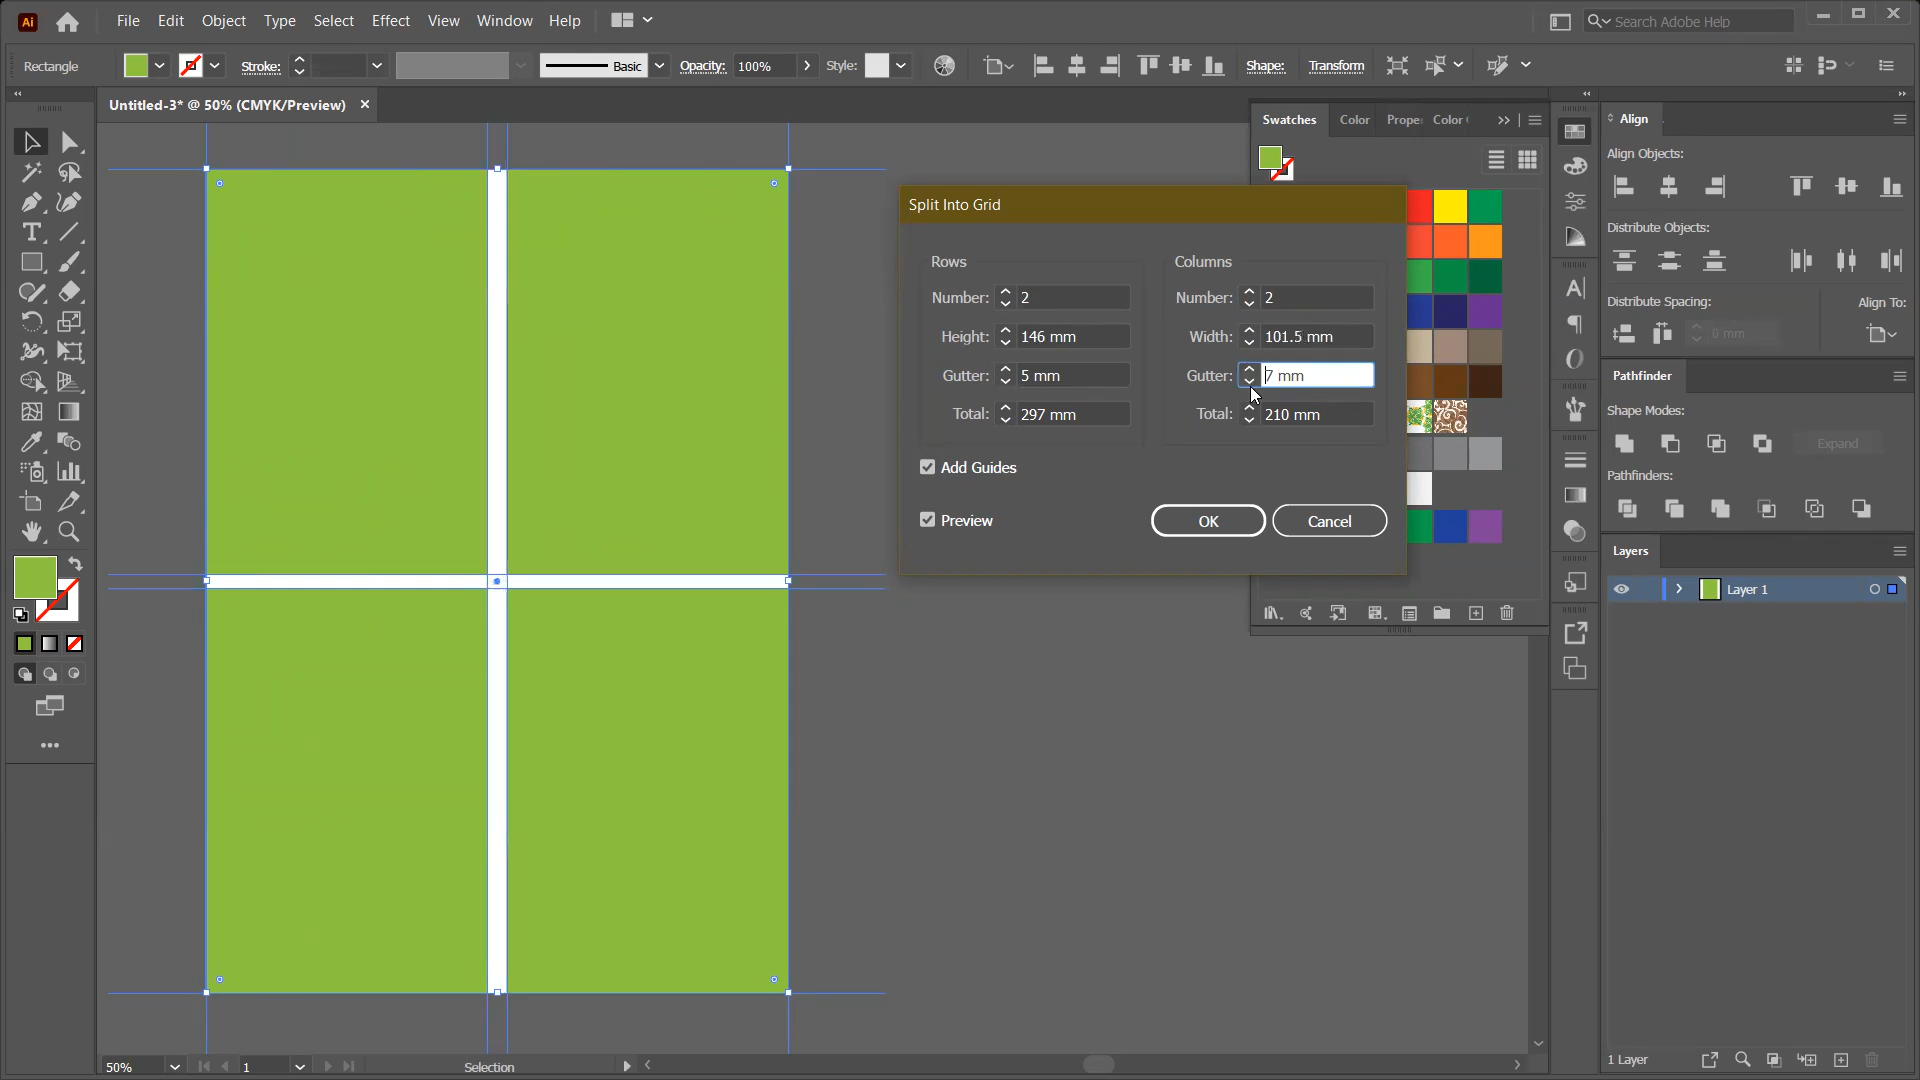 Ai File Edit Object Type Select Effect View Window Help Search Adobe Help
Rectangle Stroke: Basic Opacity: 100% Style: Shape: Transform
Untitled-3* @ 50% (CMYK/Preview)
Swatches Color Prope Color
Align
Align Objects:
Distribute Objects:
Distribute Spacing:
Align To:
0 mm
Split Into Grid
Rows
Number: 2
Height: 146 mm
Gutter: 5 mm
Total: 297 mm
Columns
Number: 2
Width: 101.5 mm
Gutter: 7 mm
Total: 210 mm
Add Guides
Preview
OK
Cancel
Pathfinder
Shape Modes:
Expand
Pathfinders:
Layers
Layer 1
50% 1 Selection
1 Layer